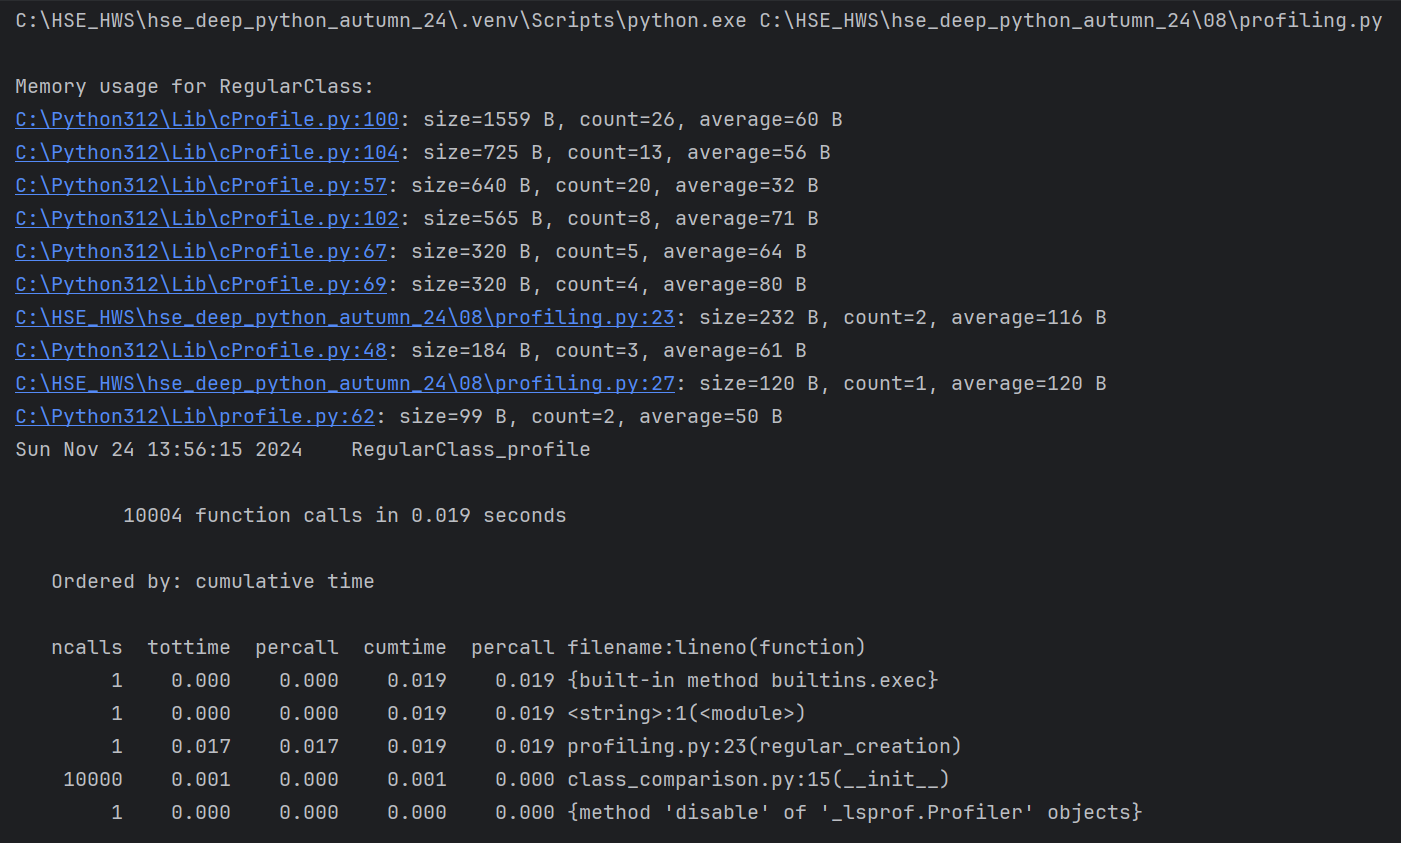 C:\HSE_HWS\hse_deep_python_autumn_24\.venv\Scripts\python.exe C:\HSE_HWS\hse_deep_python_autumn_24\08\profiling.py
Memory usage for RegularClass:
C:\Python312\Lib\cProfile.py:100: size=1559 B, count=26, average=60 B
C:\Python312\Lib\cProfile.py:104: size=725 B, count=13, average=56 B
C:\Python312\Lib\cProfile.py:57: size=640 B, count=20, average=32 B
C:\Python312\Lib\cProfile.py:102: size=565 B, count=8, average=71 B
C:\Python312\Lib\cProfile.py:67: size=320 B, count=5, average=64 B
C:\Python312\Lib\cProfile.py:69: size=320 B, count=4, average=80 B
C:\HSE_HWS\hse_deep_python_autumn_24\08\profiling.py:23: size=232 B, count=2, average=116 B
C:\Python312\Lib\cProfile.py:48: size=184 B, count=3, average=61 B
C:\HSE_HWS\hse_deep_python_autumn_24\08\profiling.py:27: size=120 B, count=1, average=120 B
C:\Python312\Lib\profile.py:62: size=99 B, count=2, average=50 B
Sun Nov 24 13:56:15 2024    RegularClass_profile
         10004 function calls in 0.019 seconds
   Ordered by: cumulative time
   ncalls  tottime  percall  cumtime  percall filename:lineno(function)
        1    0.000    0.000    0.019    0.019 {built-in method builtins.exec}
        1    0.000    0.000    0.019    0.019 <string>:1(<module>)
        1    0.017    0.017    0.019    0.019 profiling.py:23(regular_creation)
    10000    0.001    0.000    0.001    0.000 class_comparison.py:15(__init__)
        1    0.000    0.000    0.000    0.000 {method 'disable' of '_lsprof.Profiler' objects}